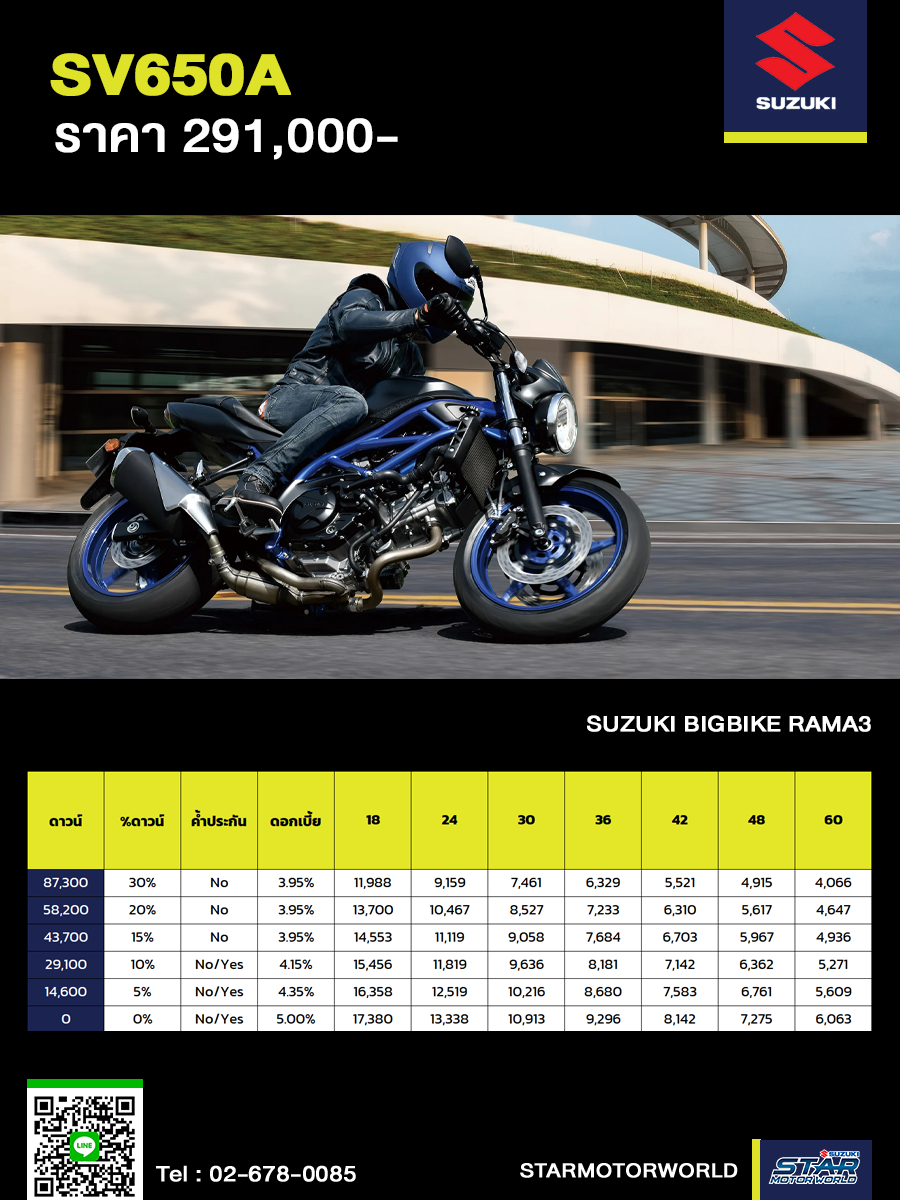 SV650A
ราคา 291,000-
SUZUKI
SUZUKI BIGBIKE RAMA3
ดาวน์ %ดาวน์ ค้ำประกัน ดอกเบี้ย 18 24 30 36 42 48 60
87,300 30% No 3.95% 11,988 9,159 7,461 6,329 5,521 4,915 4,066
58,200 20% No 3.95% 13,700 10,467 8,527 7,233 6,310 5,617 4,647
43,700 15% No 3.95% 14,553 11,119 9,058 7,684 6,703 5,967 4,936
29,100 10% No/Yes 4.15% 15,456 11,819 9,636 8,181 7,142 6,362 5,271
14,600 5% No/Yes 4.35% 16,358 12,519 10,216 8,680 7,583 6,761 5,609
0 0% No/Yes 5.00% 17,380 13,338 10,913 9,296 8,142 7,275 6,063
LINE
Tel : 02-678-0085
STARMOTORWORLD
SUZUKI
STAR
MOTOR WORLD